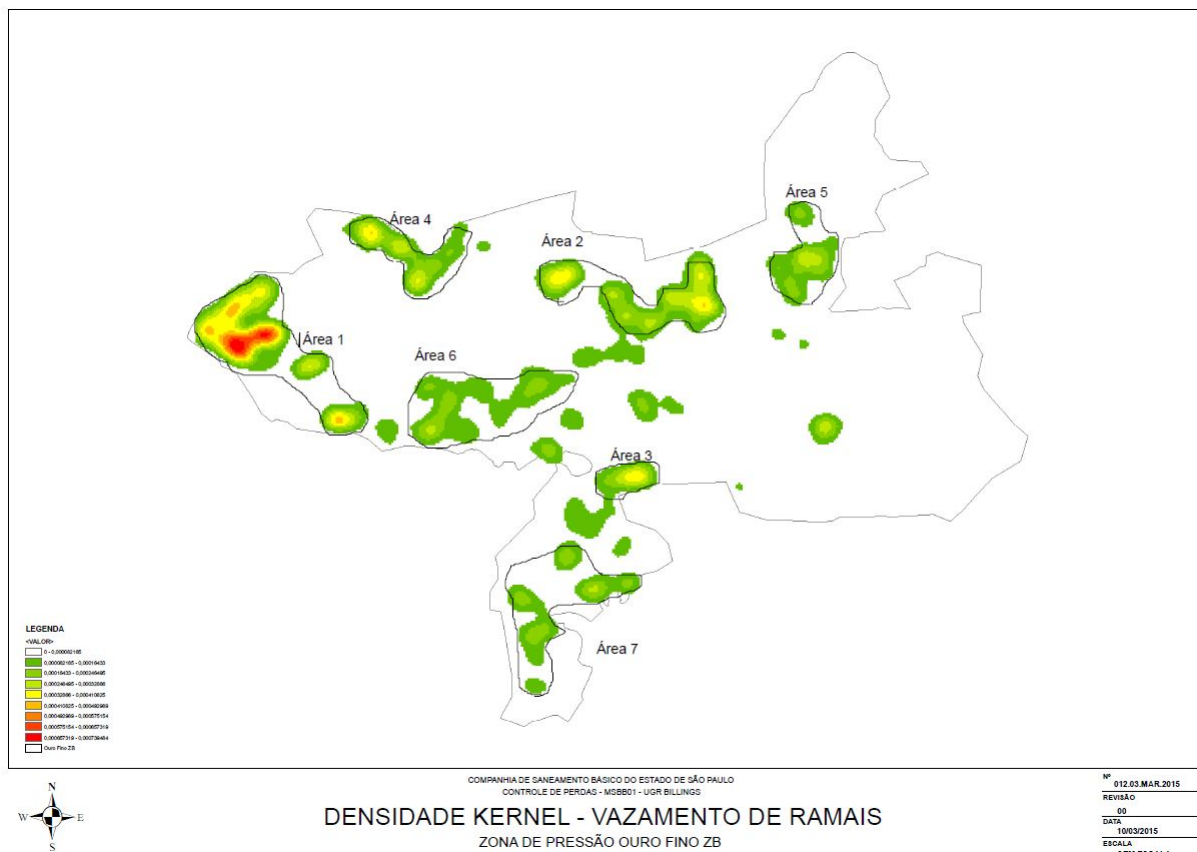 Área 5
Área 4
Área 2
Área 1
Área 6
Área 3
Área 7
LEGENDA
<VALOR>
0 - 0,000082165
0,000082165 - 0,00016433
0,00016433 - 0,000246495
0,000246495 - 0,00032866
0,00032866 - 0,000410825
0,000410825 - 0,000492989
0,000492989 - 0,000575154
0,000575154 - 0,000657319
0,000657319 - 0,000739484
Ouro Fino ZB
N
W E
S
COMPANHIA DE SANEAMENTO BÁSICO DO ESTADO DE SÃO PAULO
CONTROLE DE PERDAS - MSBB01 - UGR BILLINGS
DENSIDADE KERNEL - VAZAMENTO DE RAMAIS
ZONA DE PRESSÃO OURO FINO ZB
Nº
012.03.MAR.2015
REVISÃO
00
DATA
10/03/2015
ESCALA